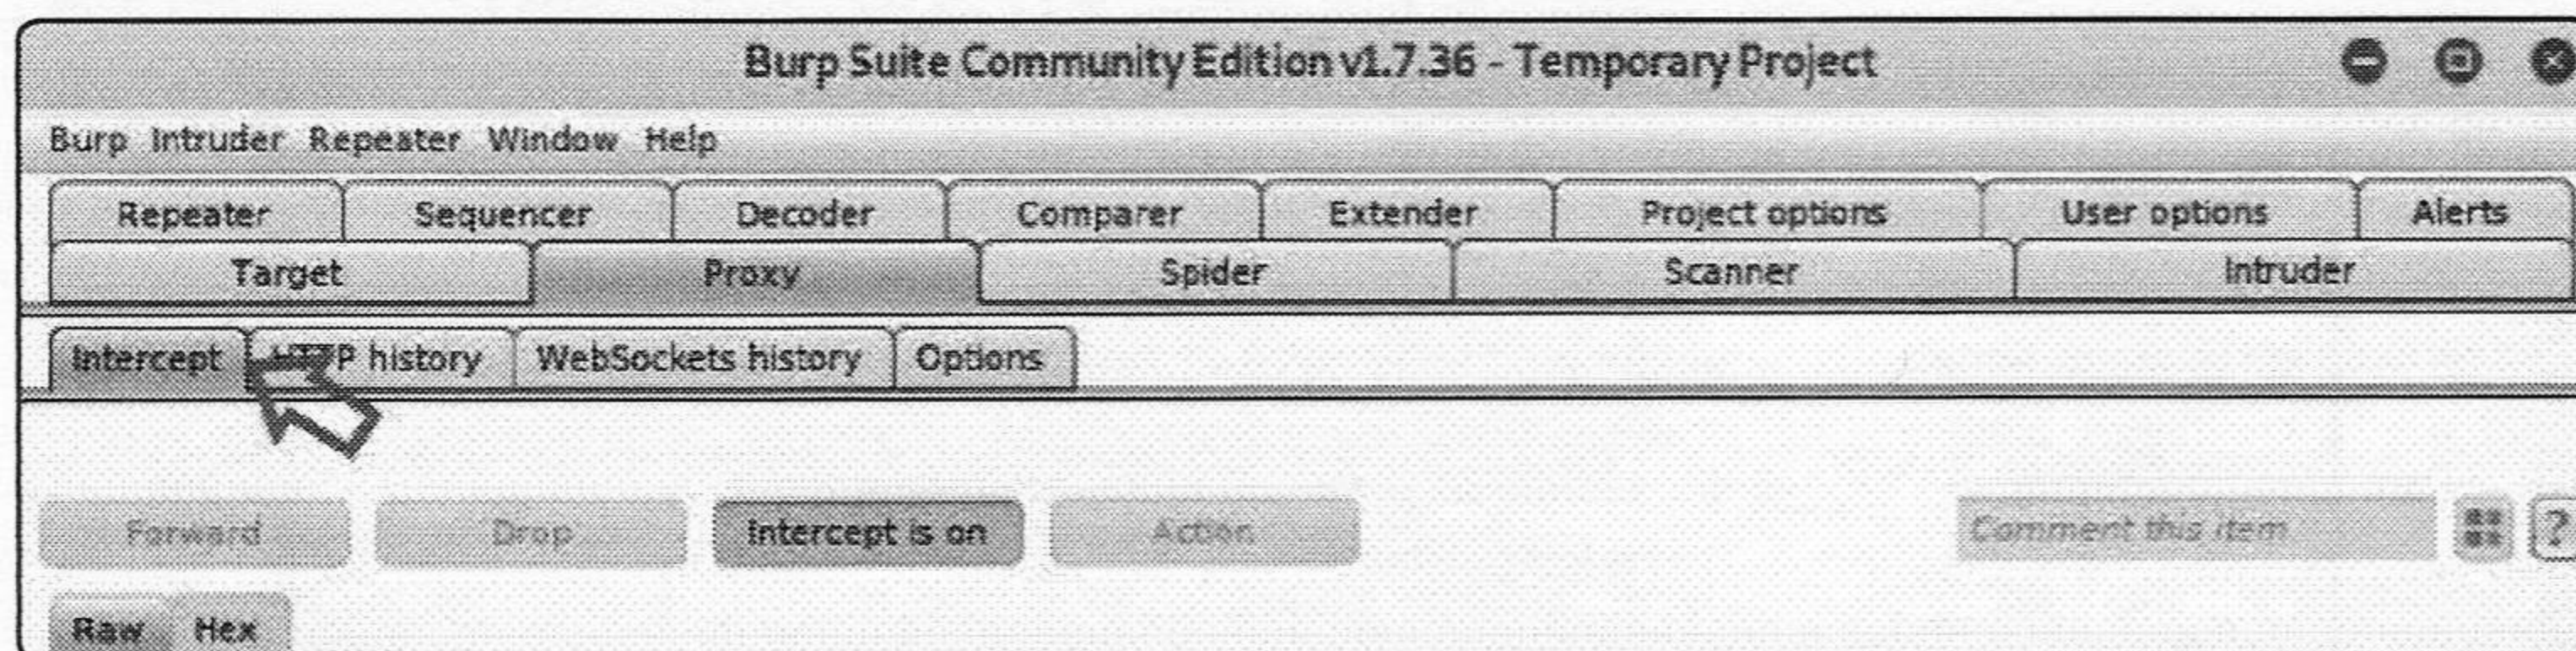 Burp Suite Community Edition v1.7.36 - Temporary Project
Burp Intruder Repeater Window Help
Repeater Sequencer Decoder Comparer Extender Project options User options Alerts
Target Proxy Spider Scanner Intruder
Intercept HTTP history WebSockets history Options
Forward Drop Intercept is on Action Comment this item ?
Raw Hex